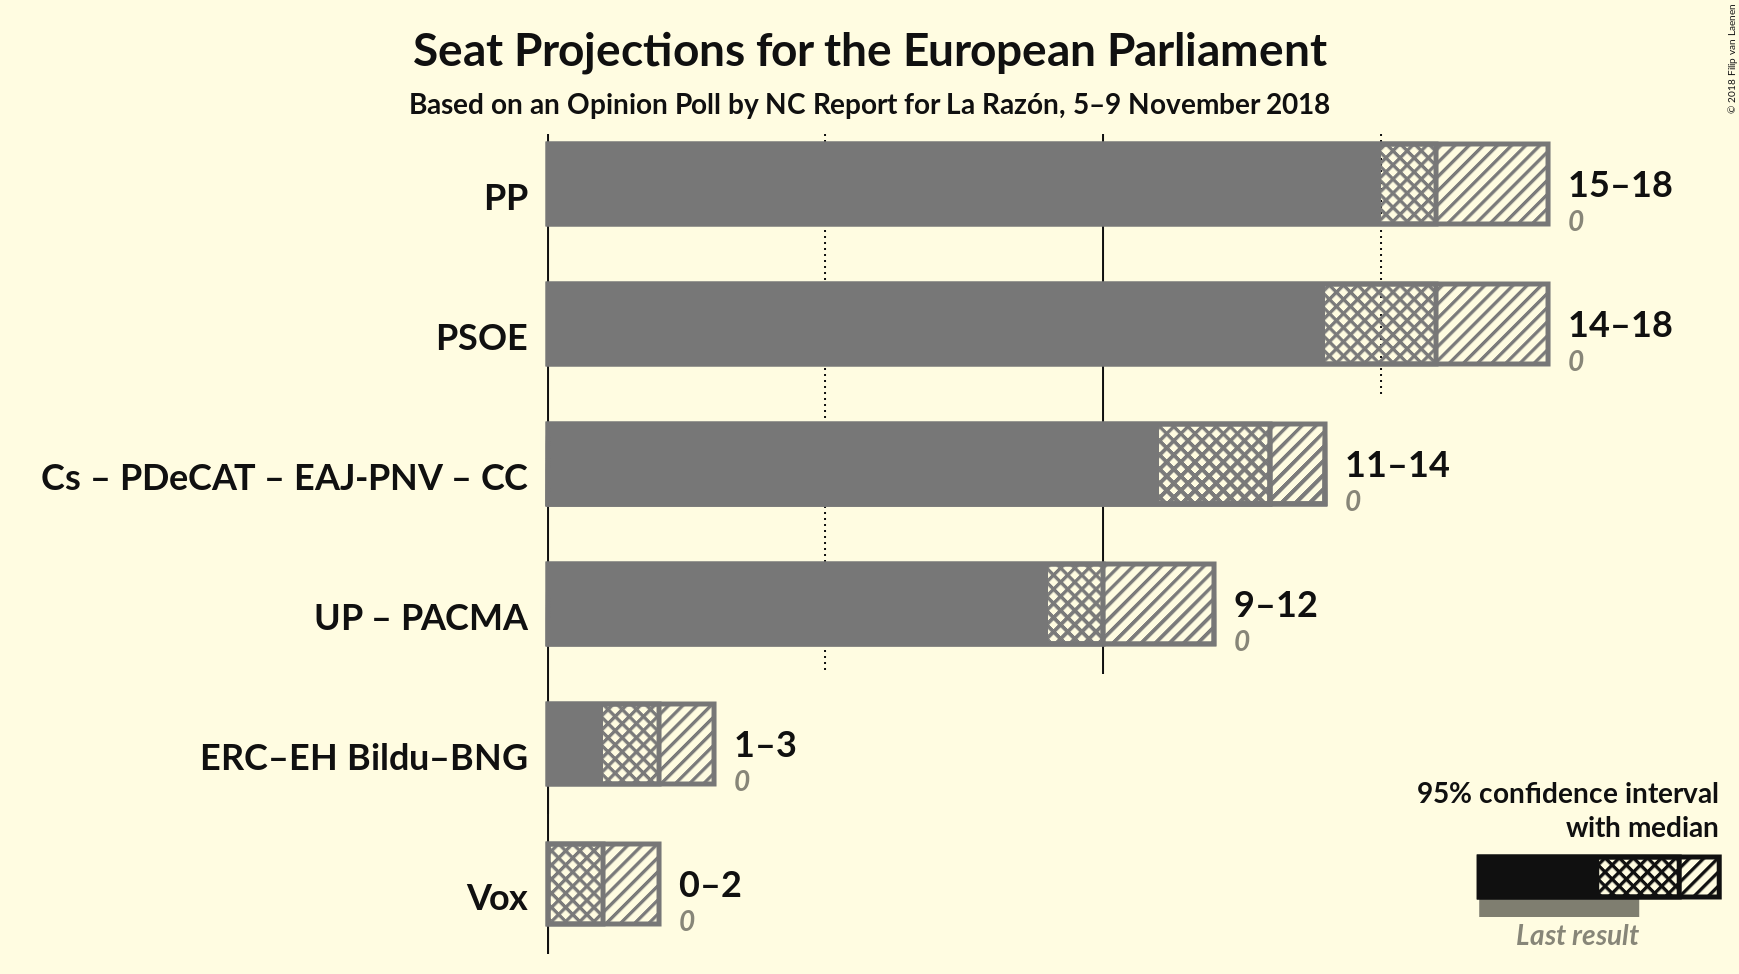 Seat Projections for the European Parliament
Based on an Opinion Poll by NC Report for La Razón, 5–9 November 2018
© 2018 Filip van Laenen
PP
15–18
0
PSOE
14–18
0
Cs – PDeCAT – EAJ-PNV – CC
11–14
0
UP – PACMA
9–12
0
ERC–EH Bildu–BNG
1–3
0
Vox
0–2
0
95% confidence interval
with median
Last result